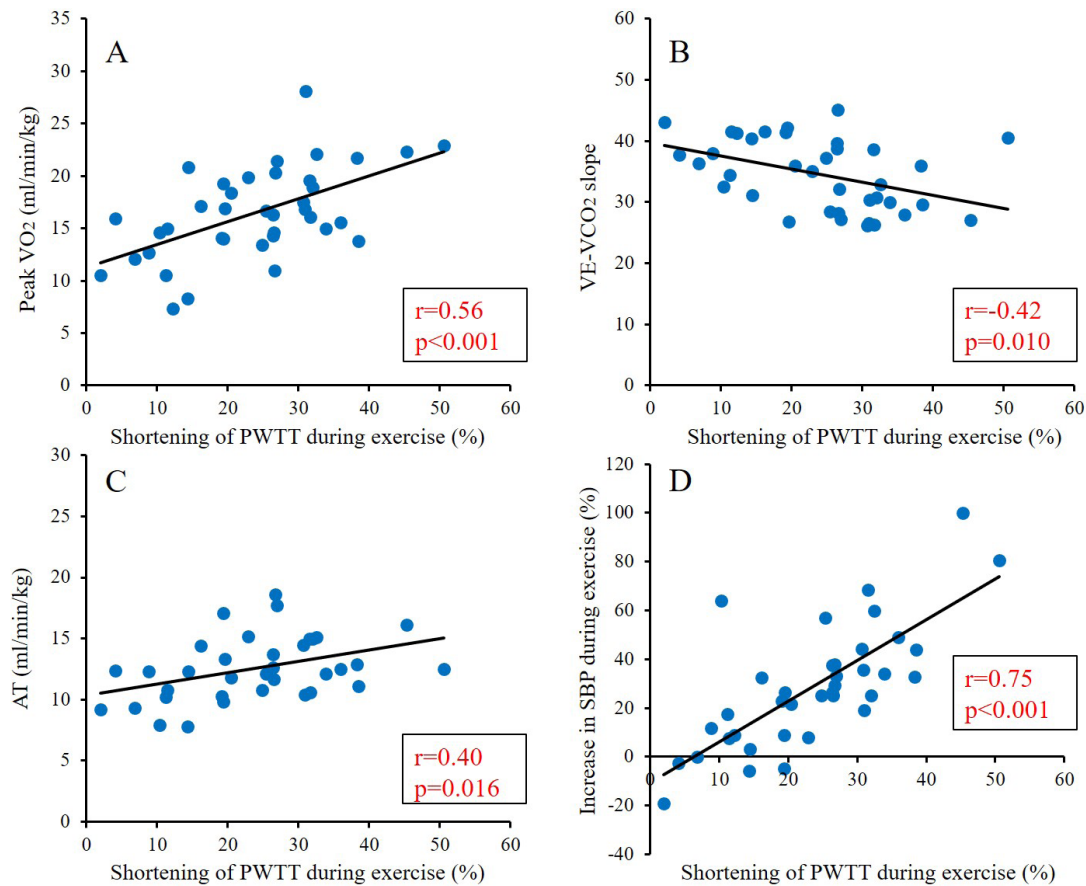 A
Peak VO2 (ml/min/kg)
35
30
25
20
15
10
5
0
r=0.56
p<0.001
0 10 20 30 40 50 60
Shortening of PWTT during exercise (%)
B
VE-VCO2 slope
60
50
40
30
20
10
0
r=-0.42
p=0.010
0 10 20 30 40 50 60
Shortening of PWTT during exercise (%)
C
AT (ml/min/kg)
30
25
20
15
10
5
0
r=0.40
p=0.016
0 10 20 30 40 50 60
Shortening of PWTT during exercise (%)
D
Increase in SBP during exercise (%)
120
100
80
60
40
20
0
-20
-40
r=0.75
p<0.001
0 10 20 30 40 50 60
Shortening of PWTT during exercise (%)